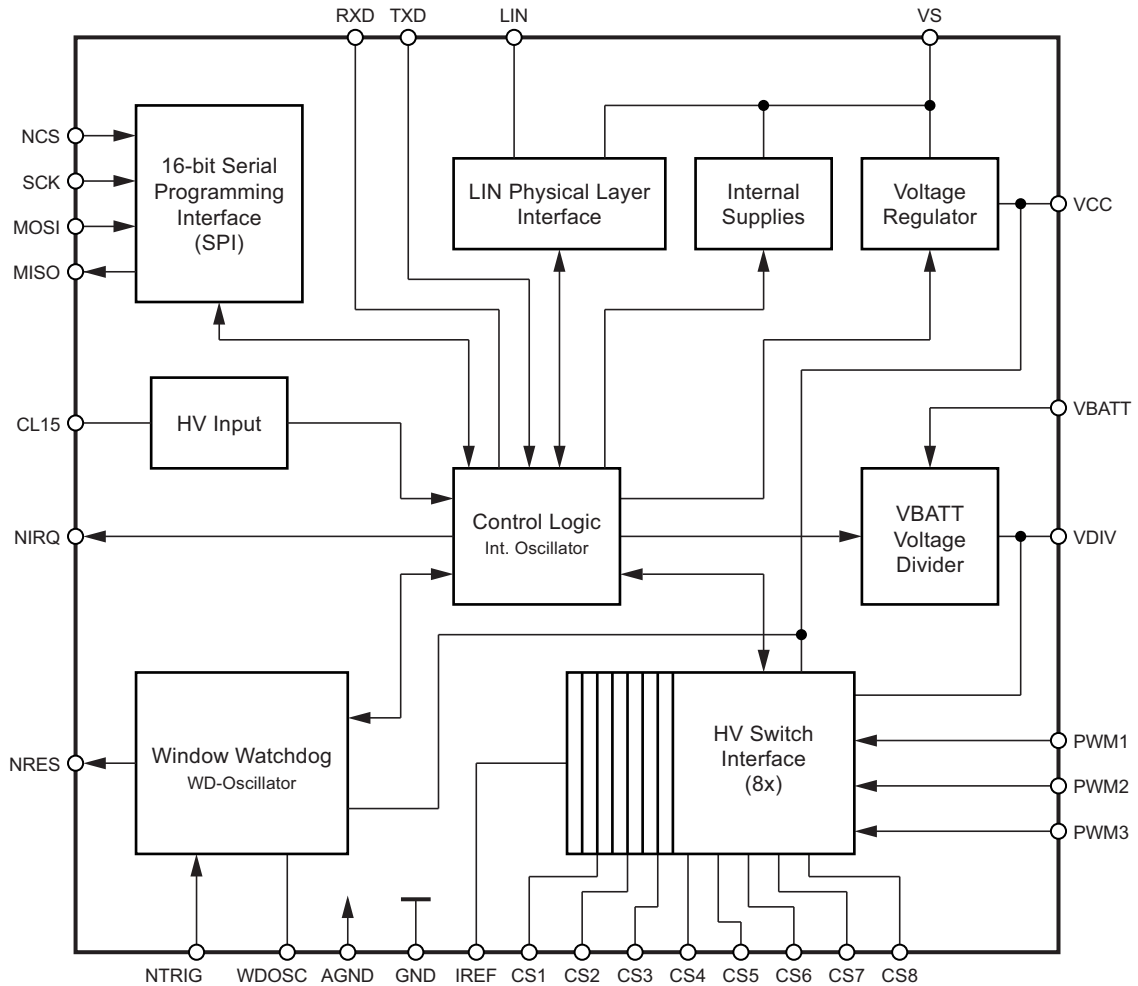 RXD TXD LIN VS
NCS
SCK
MOSI
MISO
16-bit Serial
Programming
Interface
(SPI)
LIN Physical Layer
Interface
Internal
Supplies
Voltage
Regulator
VCC
CL15
HV Input
VBATT
NIRQ
Control Logic
Int. Oscillator
VBATT
Voltage
Divider
VDIV
NRES
Window Watchdog
WD-Oscillator
HV Switch
Interface
(8x)
PWM1
PWM2
PWM3
NTRIG WDOSC AGND GND IREF CS1 CS2 CS3 CS4 CS5 CS6 CS7 CS8